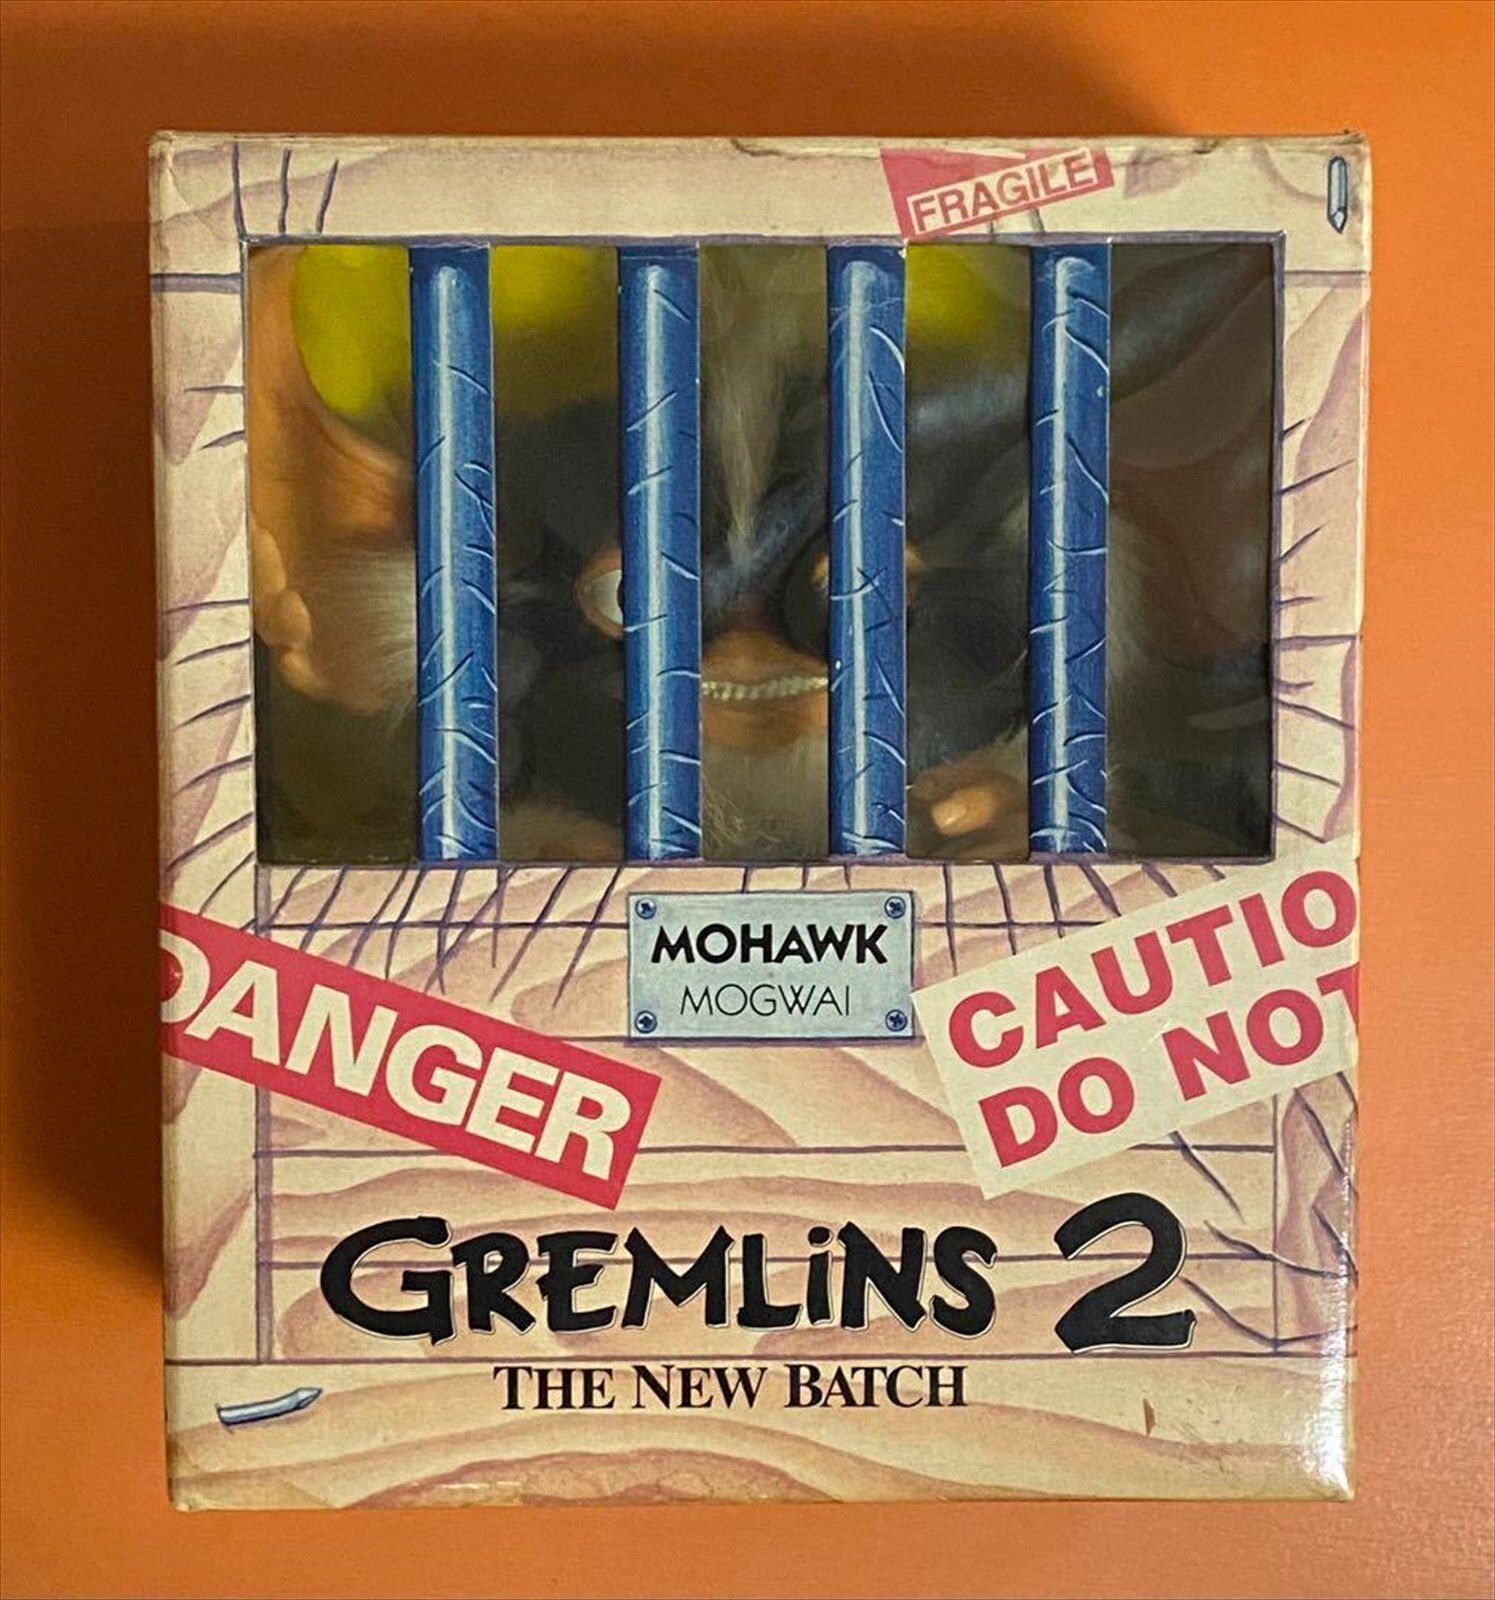 FRAGILE
MOHAWK
MOGWAI
DANGER
CAUTIO
DO NOT
GREMLiNS 2
THE NEW BATCH